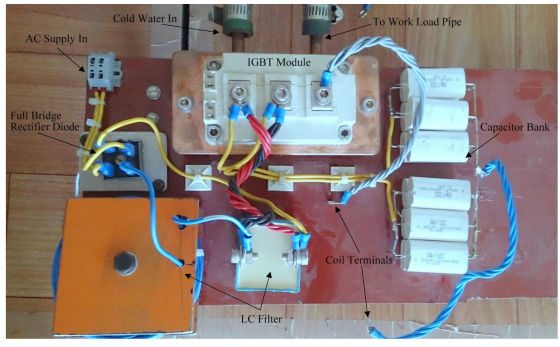 Cold Water In
To Work Load Pipe
AC Supply In
IGBT Module
Full Bridge
Rectifier Diode
Capacitor Bank
Coil Terminals
LC Filter